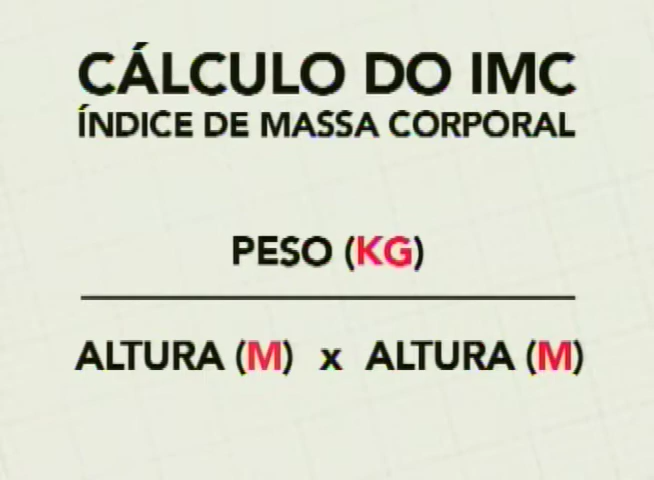 CÁLCULO DO IMC
ÍNDICE DE MASSA CORPORAL
PESO (KG)
ALTURA (M) x ALTURA (M)